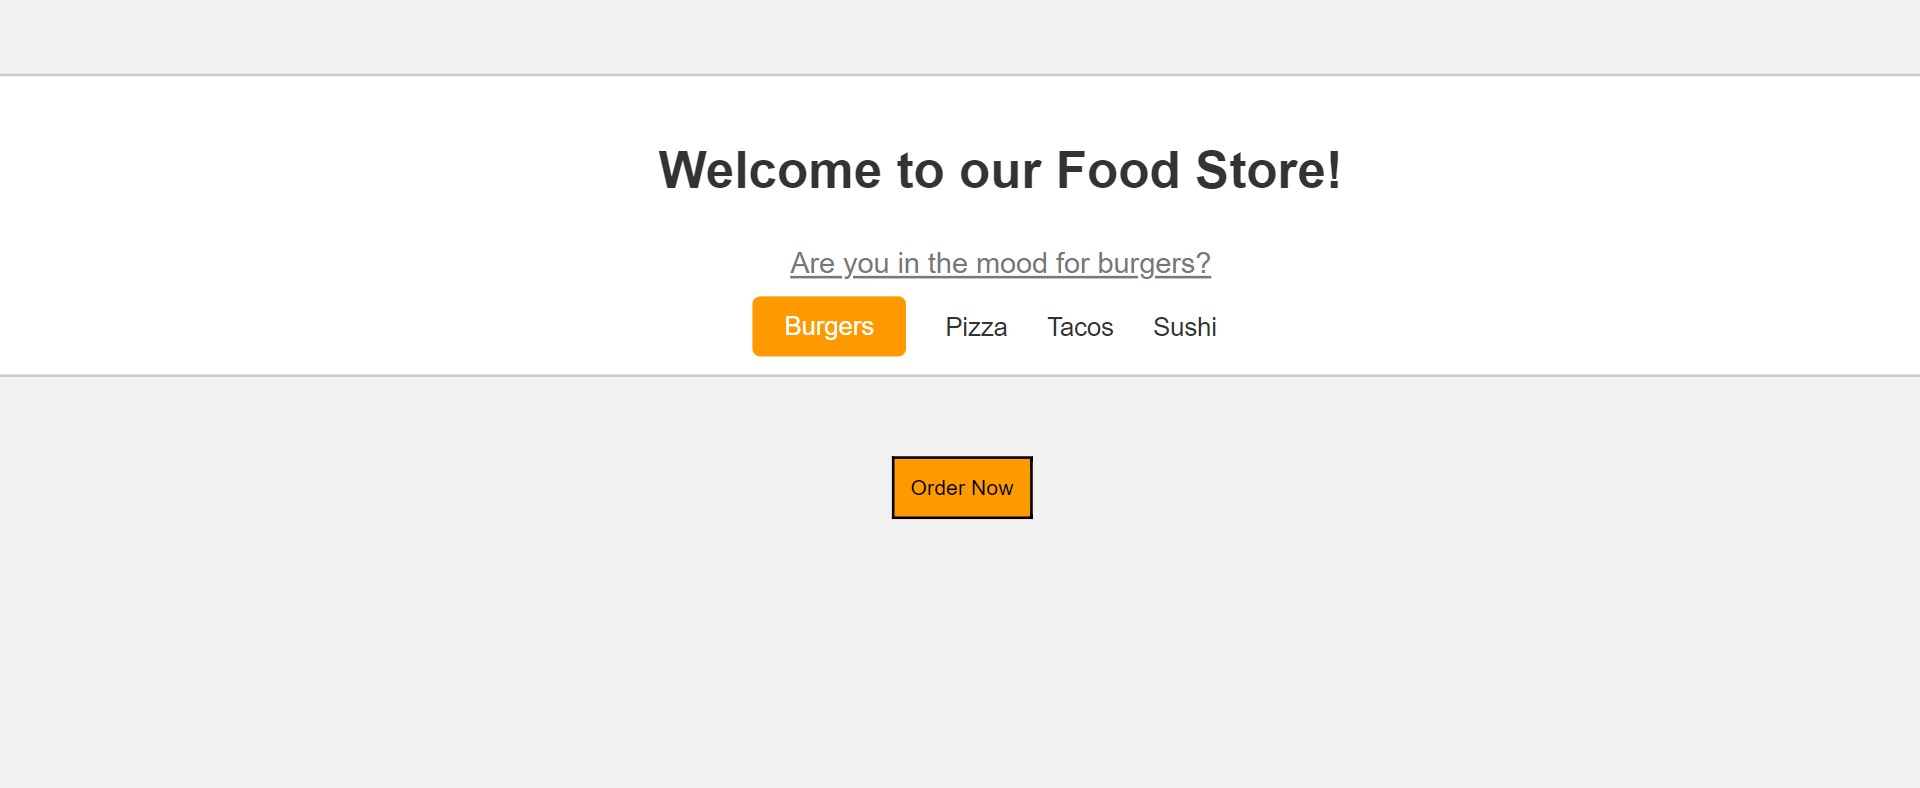 Welcome to our Food Store!
Are you in the mood for burgers?
Burgers Pizza Tacos Sushi
Order Now